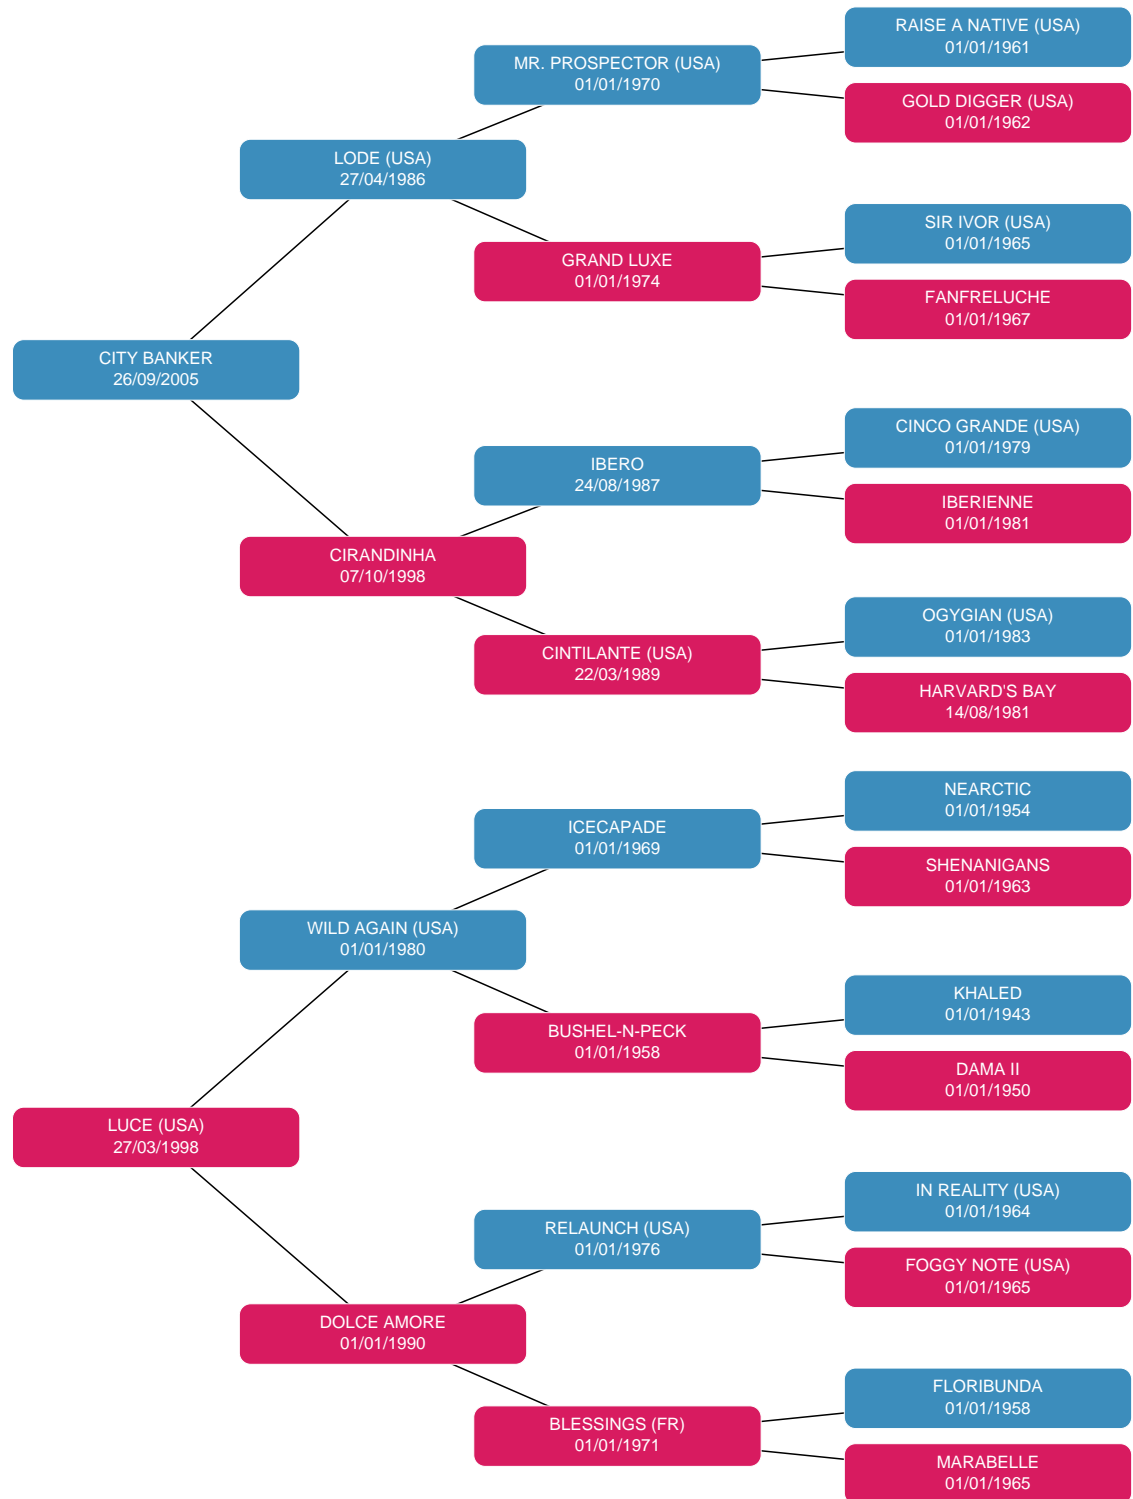 RAISE A NATIVE (USA)
01/01/1961
MR. PROSPECTOR (USA)
01/01/1970
GOLD DIGGER (USA)
01/01/1962
LODE (USA)
27/04/1986
SIR IVOR (USA)
01/01/1965
GRAND LUXE
01/01/1974
FANFRELUCHE
01/01/1967
CITY BANKER
26/09/2005
CINCO GRANDE (USA)
01/01/1979
IBERO
24/08/1987
IBERIENNE
01/01/1981
CIRANDINHA
07/10/1998
OGYGIAN (USA)
01/01/1983
CINTILANTE (USA)
22/03/1989
HARVARD'S BAY
14/08/1981
NEARCTIC
01/01/1954
ICECAPADE
01/01/1969
SHENANIGANS
01/01/1963
WILD AGAIN (USA)
01/01/1980
KHALED
01/01/1943
BUSHEL-N-PECK
01/01/1958
DAMA II
01/01/1950
LUCE (USA)
27/03/1998
IN REALITY (USA)
01/01/1964
RELAUNCH (USA)
01/01/1976
FOGGY NOTE (USA)
01/01/1965
DOLCE AMORE
01/01/1990
FLORIBUNDA
01/01/1958
BLESSINGS (FR)
01/01/1971
MARABELLE
01/01/1965